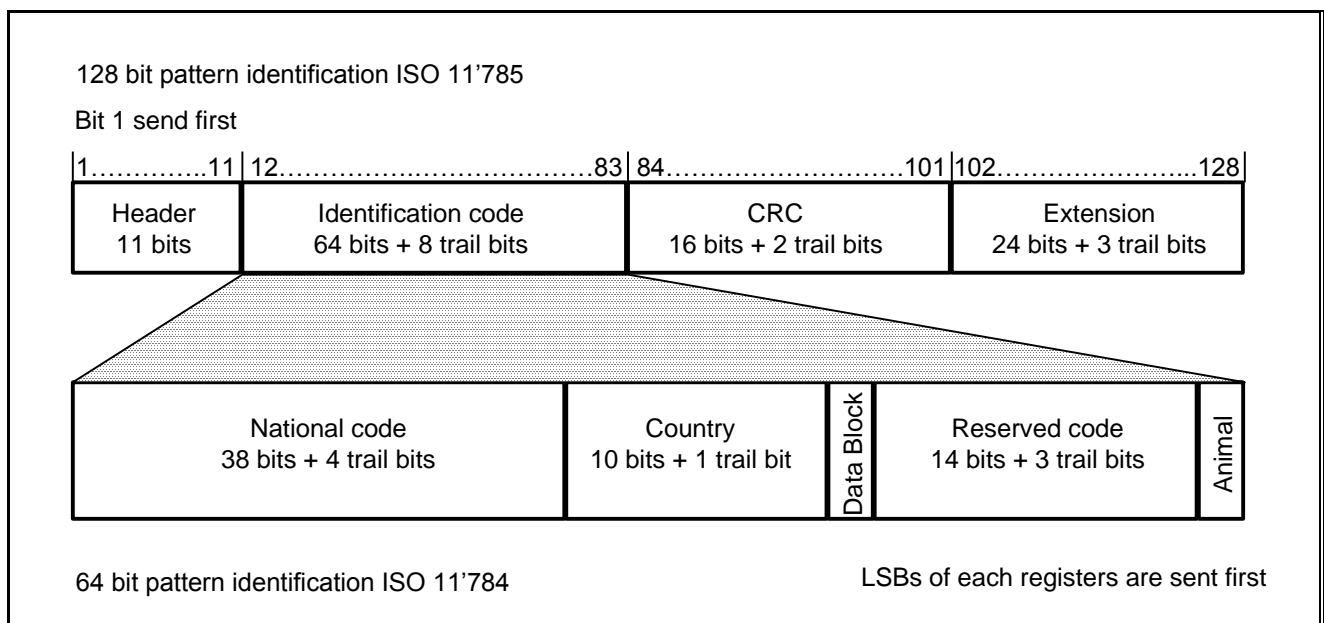 128 bit pattern identification ISO 11'785
Bit 1 send first
1…………..11 12………………….………………83 84………………………101 102…………………...128
Header Identification code CRC Extension
11 bits 64 bits + 8 trail bits 16 bits + 2 trail bits 24 bits + 3 trail bits
National code Country Data Block Reserved code Animal
38 bits + 4 trail bits 10 bits + 1 trail bit 14 bits + 3 trail bits
64 bit pattern identification ISO 11'784 LSBs of each registers are sent first